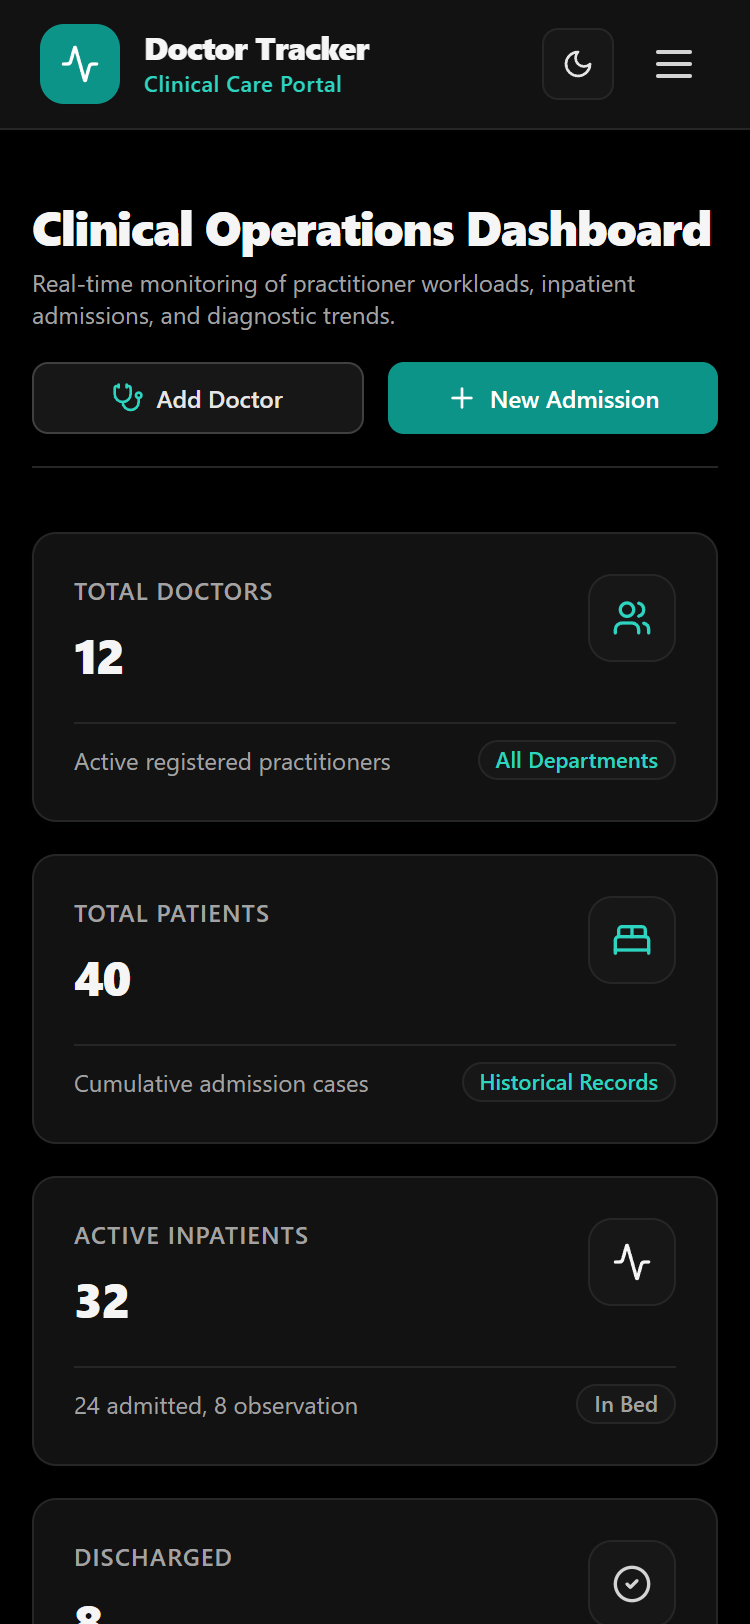 Doctor Tracker
Clinical Care Portal
Clinical Operations Dashboard
Real-time monitoring of practitioner workloads, inpatient
admissions, and diagnostic trends.
Add Doctor
New Admission
TOTAL DOCTORS
12
Active registered practitioners
All Departments
TOTAL PATIENTS
40
Cumulative admission cases
Historical Records
ACTIVE INPATIENTS
32
24 admitted, 8 observation
In Bed
DISCHARGED
8